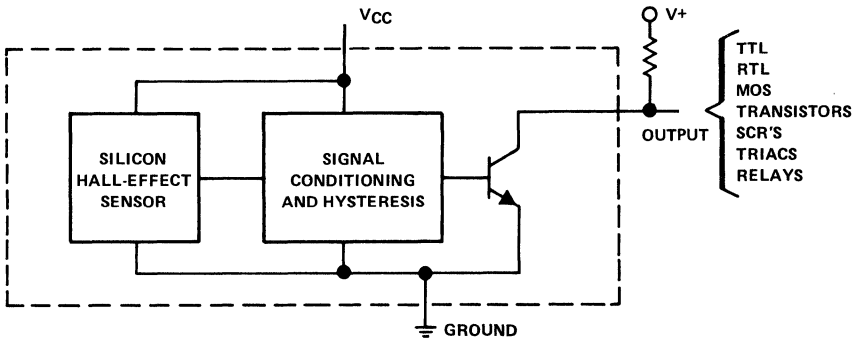 VCC
V+
TTL
RTL
MOS
TRANSISTORS
SCR'S
TRIACS
RELAYS
OUTPUT
SILICON
HALL-EFFECT
SENSOR
SIGNAL
CONDITIONING
AND HYSTERESIS
GROUND